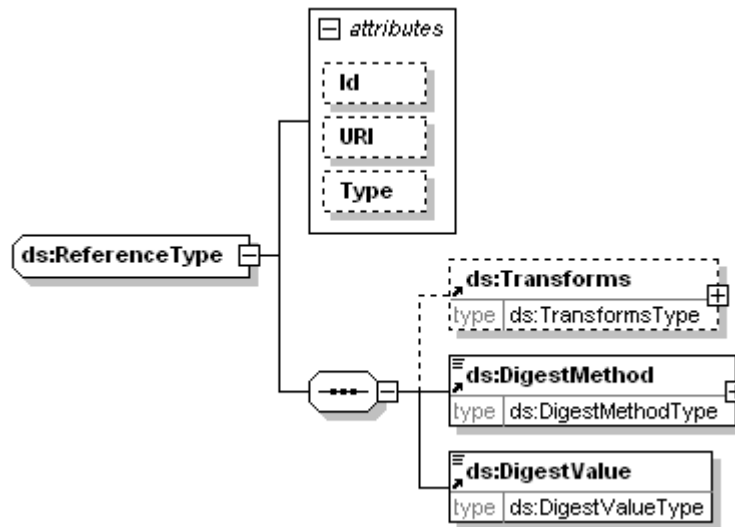 attributes
Id
URI
Type
ds:ReferenceType
ds:Transforms
type ds:TransformsType
ds:DigestMethod
type ds:DigestMethodType
ds:DigestValue
type ds:DigestValueType